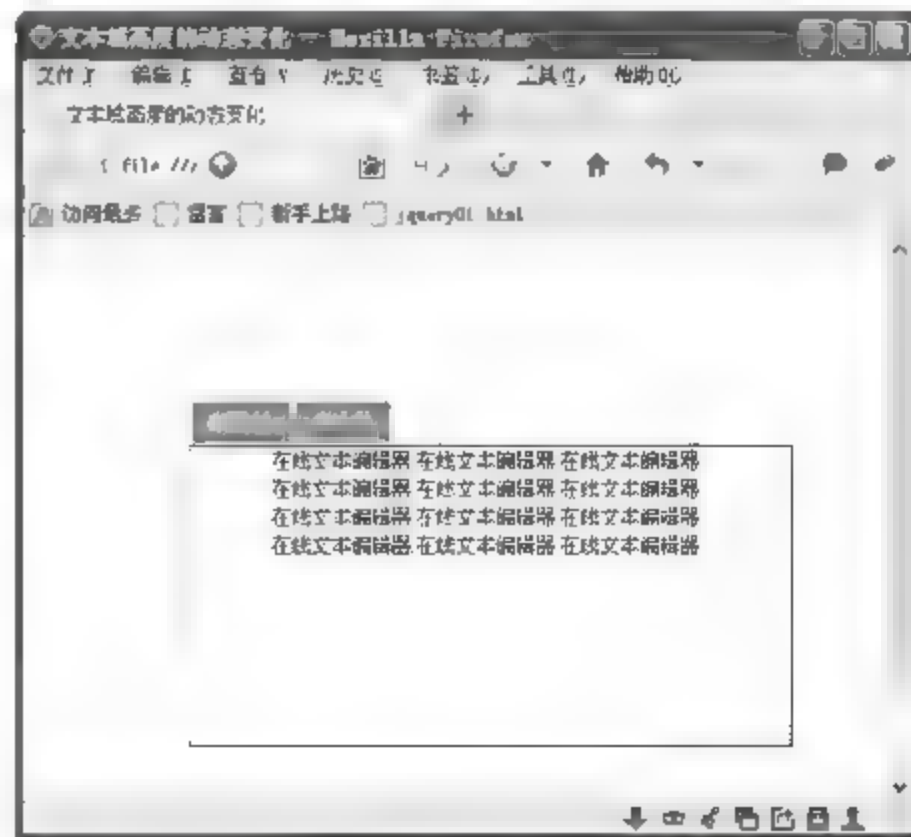 文本域高度的动态变化 - Mozilla Firefox
文件 编辑 查看 历史 书签 工具 帮助
文本域高度的动态变化
file ///
访问最多 新手上路 jquery01 html
在线文本编辑器 在线文本编辑器 在线文本编辑器
在线文本编辑器 在线文本编辑器 在线文本编辑器
在线文本编辑器 在线文本编辑器 在线文本编辑器
在线文本编辑器 在线文本编辑器 在线文本编辑器